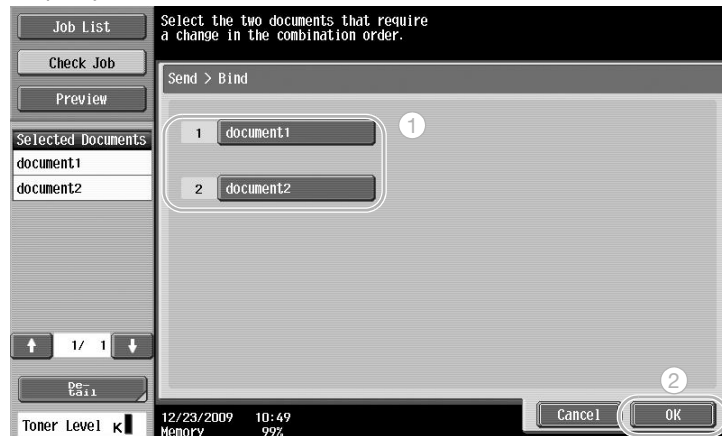 Job List
Check Job
Preview
Selected Documents
document1
document2
1/ 1
De-
tail
Toner Level K
Select the two documents that require
a change in the combination order.
Send > Bind
1 document1
1
2 document2
2
Cancel
OK
12/23/2009 10:49
Memory 99%